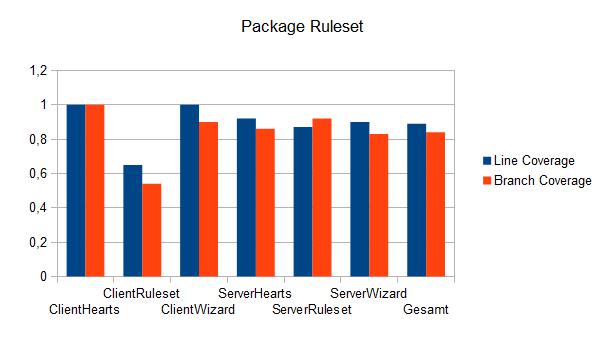 Package Ruleset
1,2
1
0,8
0,6
0,4
0,2
0
Line Coverage
Branch Coverage
ClientRuleset ServerHearts ServerWizard
ClientHearts ClientWizard ServerRuleset Gesamt